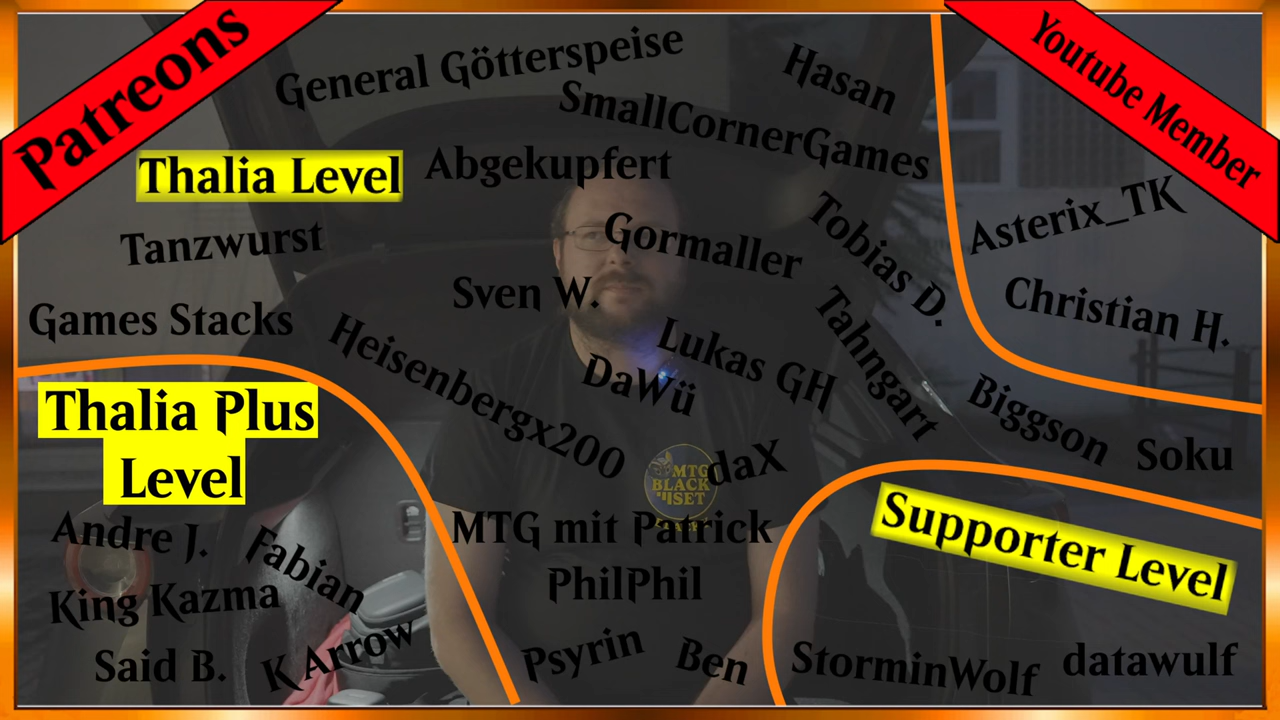 Patreons
Youtube Member
General Götterspeise
Hasan
SmallCornerGames
Thalia Level
Abgekupfert
Tanzwurst
Gormaller
Tobias D.
Asterix_TK
Games Stacks
Sven W.
Christian H.
Heisenbergx200
Lukas GH
Tahngart
DaWü
Biggson
Soku
daX
Thalia Plus
Level
MTG
BLACK
MTG mit Patrick
Supporter Level
Andre J.
Fabian
PhilPhil
King Kazma
Said B.
K Arrow
Psyrin
Ben
StorminWolf
datawulf